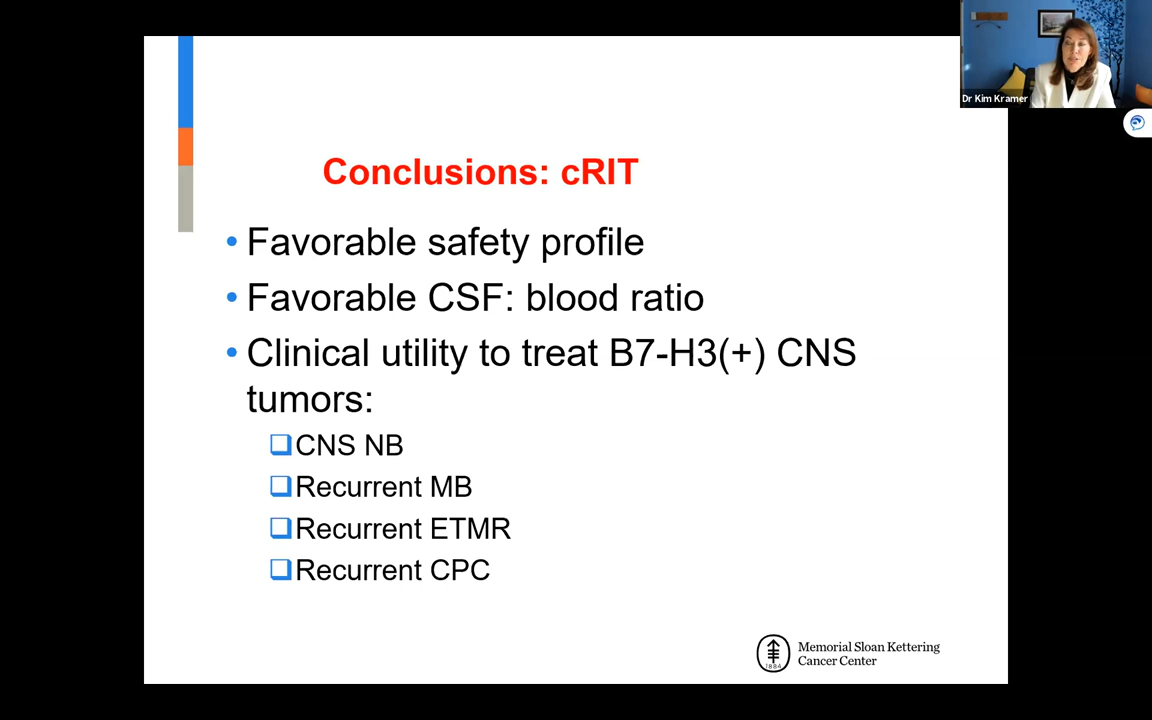 Dr Kim Kramer
Conclusions: cRIT
• Favorable safety profile
• Favorable CSF: blood ratio
• Clinical utility to treat B7-H3(+) CNS
tumors:
❑CNS NB
❑Recurrent MB
❑Recurrent ETMR
❑Recurrent CPC
1884
Memorial Sloan Kettering
Cancer Center